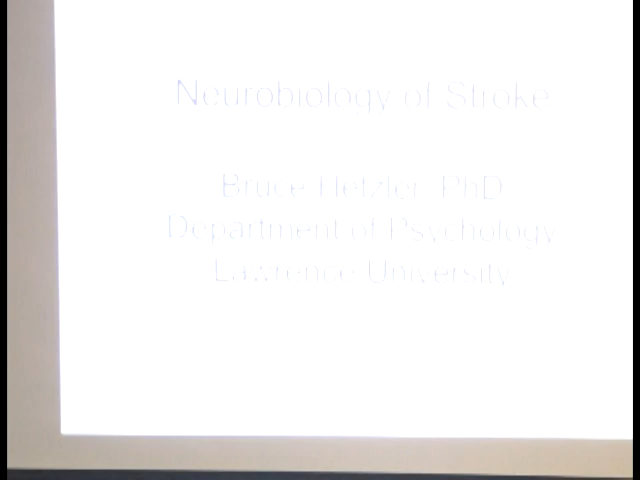 Neurobiology of Stroke
Bruce Hetzler PhD
Department of Psychology
Lawrence University